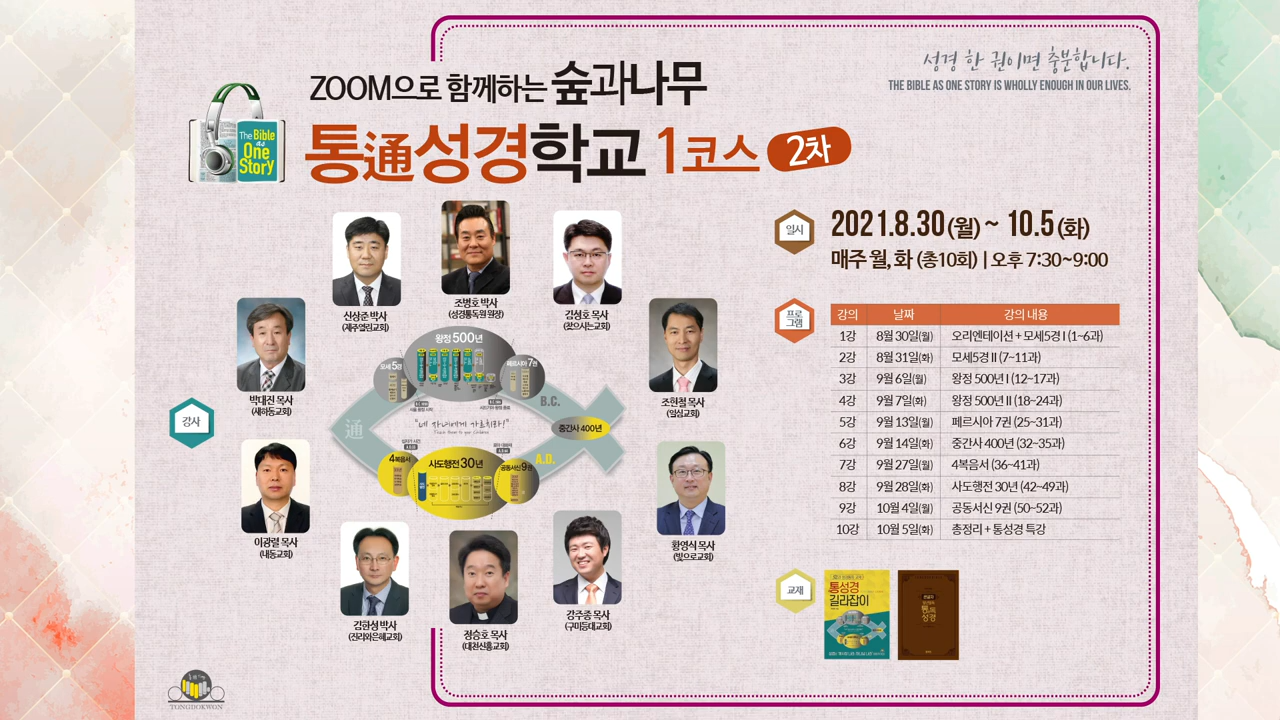 성경 한 권이면 충분합니다.
THE BIBLE AS ONE STORY IS WHOLLY ENOUGH IN OUR LIVES.
ZOOM으로 함께하는 숲과나무
통通성경학교 1코스 2차
The Bible
as
One
Story
일시
2021.8.30(월) ~ 10.5(화)
매주 월, 화 (총10회) | 오후 7:30~9:00
강사
신상준 박사
(제주열린교회)
조병호 박사
(성경통독원 원장)
김성호 목사
(찾으시는교회)
박대진 목사
(새하동교회)
조현철 목사
(임심교회)
이광렬 목사
(내동교회)
황영식 목사
(빛으로교회)
김형성 박사
(진리와은혜교회)
정승호 목사
(대전신흥교회)
강주종 목사
(구미등대교회)
왕정 500년
모세 5경
페르시아 7권
B.C.
通
"네 자녀에게 가르치라!"
중간사 400년
A.D.
4복음서
사도행전 30년
공동서신 9권
프로그램
강의 날짜 강의 내용
1강 8월 30일(월) 오리엔테이션 + 모세5경 I (1~6과)
2강 8월 31일(화) 모세5경 II (7~11과)
3강 9월 6일(월) 왕정 500년 I (12~17과)
4강 9월 7일(화) 왕정 500년 II (18~24과)
5강 9월 13일(월) 페르시아 7권 (25~31과)
6강 9월 14일(화) 중간사 400년 (32~35과)
7강 9월 27일(월) 4복음서 (36~41과)
8강 9월 28일(화) 사도행전 30년 (42~49과)
9강 10월 4일(월) 공동서신 9권 (50~52과)
10강 10월 5일(화) 총정리 + 통성경 특강
교재
통성경
길라잡이
성경
TONGDOKWON